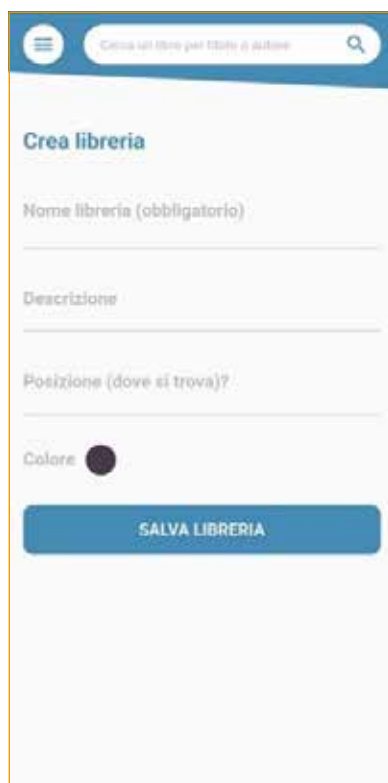 Cerca un libro per titolo o autore
Crea libreria
Nome libreria (obbligatorio)
Descrizione
Posizione (dove si trova)?
Colore
SALVA LIBRERIA